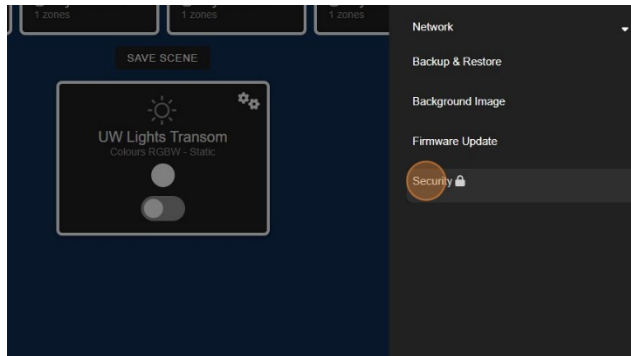 1 zones
1 zones
1 zones
SAVE SCENE
UW Lights Transom
Colours RGBW - Static
Network
Backup & Restore
Background Image
Firmware Update
Security